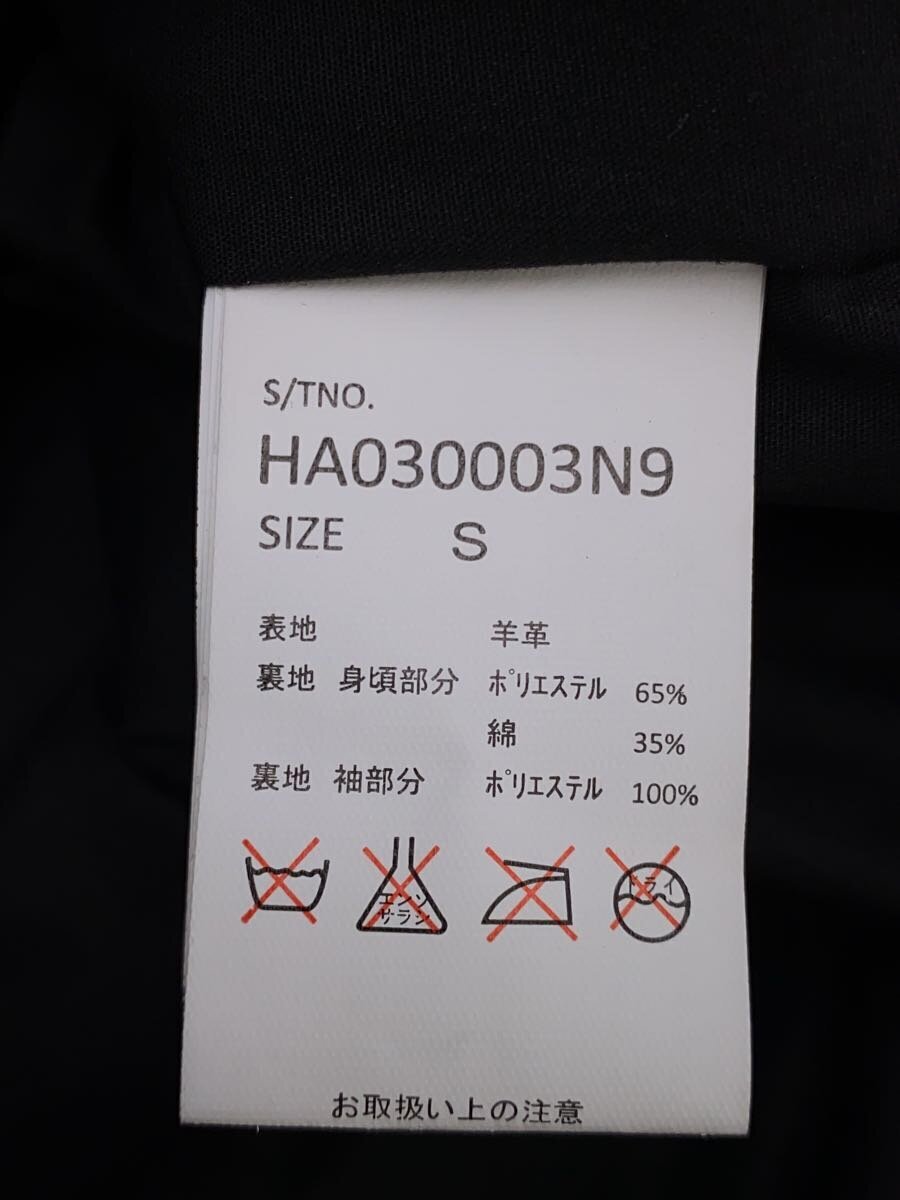 S/TNO.
HA030003N9
SIZE S
表地 羊革
裏地 身頃部分 ポリエステル 65%
綿 35%
裏地 袖部分 ポリエステル 100%
エンソ
サラシ
ドライ
お取扱い上の注意